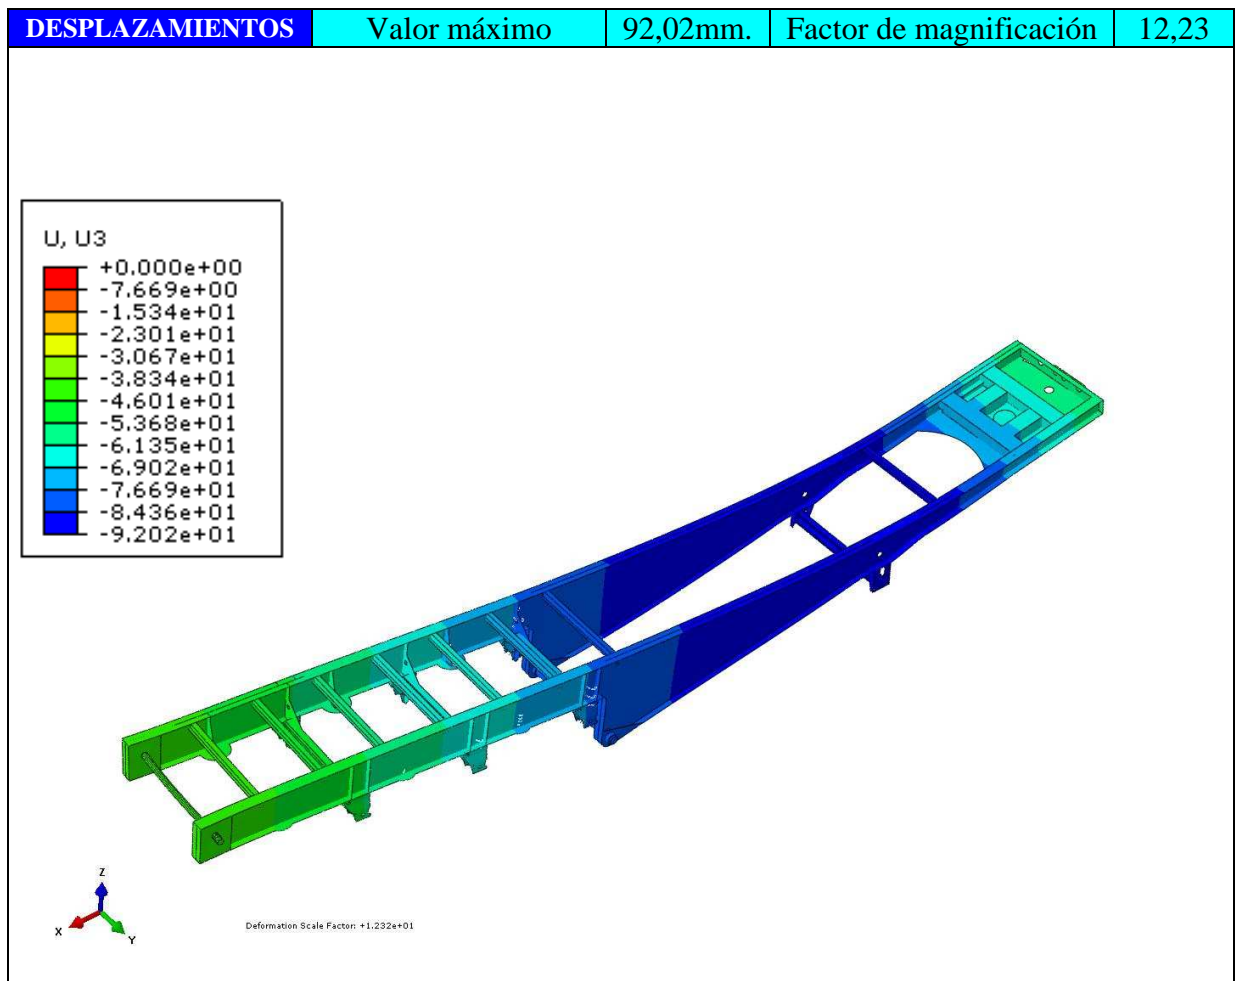 DESPLAZAMIENTOS Valor máximo 92,02mm. Factor de magnificación 12,23
U, U3
+0.000e+00
-7.669e+00
-1.534e+01
-2.301e+01
-3.067e+01
-3.834e+01
-4.601e+01
-5.368e+01
-6.135e+01
-6.902e+01
-7.669e+01
-8.436e+01
-9.202e+01
Z
X
Y
Deformation Scale Factor: +1.232e+01